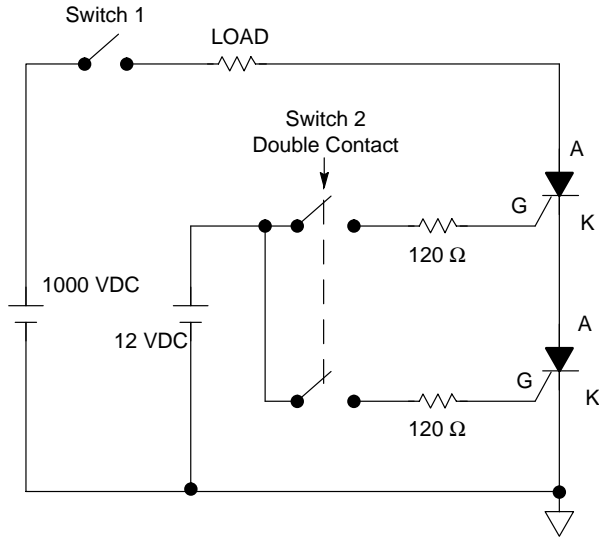 Switch 1
LOAD
Switch 2
Double Contact
A
G
K
120 Ω
1000 VDC
12 VDC
A
G
K
120 Ω